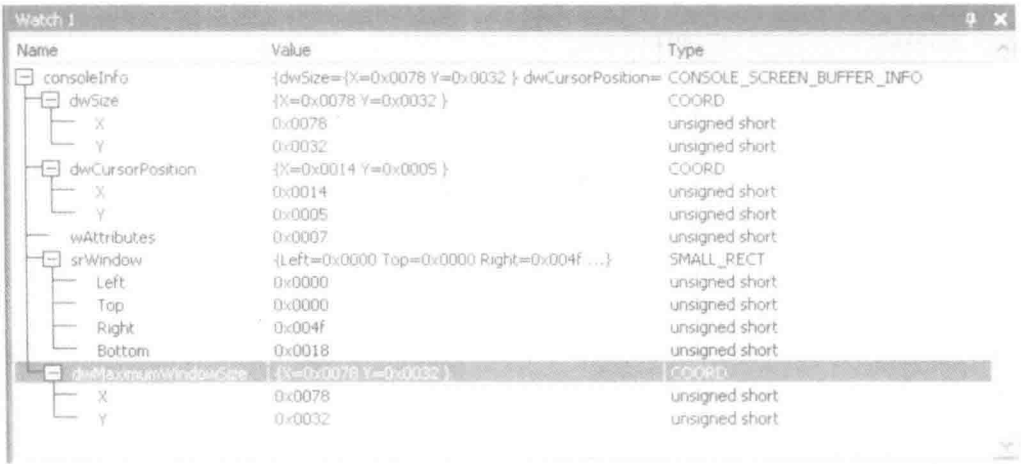 Watch 1
Name Value Type
consoleInfo {dwSize={X=0x0078 Y=0x0032 } dwCursorPosition= CONSOLE_SCREEN_BUFFER_INFO
dwSize {X=0x0078 Y=0x0032 } COORD
X 0x0078 unsigned short
Y 0x0032 unsigned short
dwCursorPosition {X=0x0014 Y=0x0005 } COORD
X 0x0014 unsigned short
Y 0x0005 unsigned short
wAttributes 0x0007 unsigned short
srWindow {Left=0x0000 Top=0x0000 Right=0x004f ...} SMALL_RECT
Left 0x0000 unsigned short
Top 0x0000 unsigned short
Right 0x004f unsigned short
Bottom 0x0018 unsigned short
dwMaximumWindowSize {X=0x0078 Y=0x0032 } COORD
X 0x0078 unsigned short
Y 0x0032 unsigned short